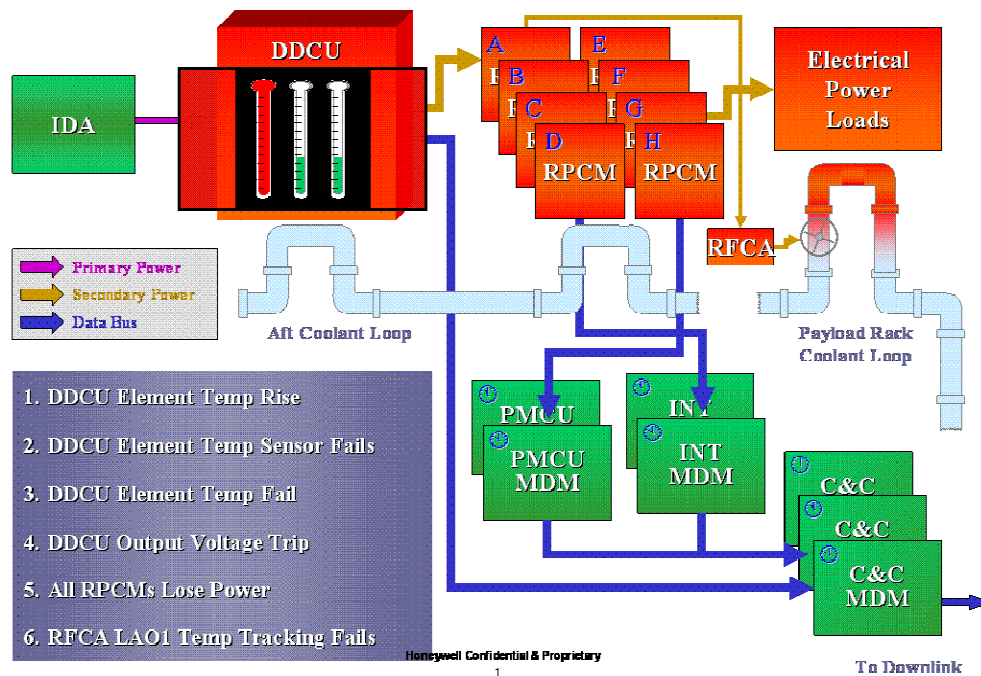 DDCU
IDA
A
R
B
R
C
R
D
RPCM
E
R
F
R
G
R
H
RPCM
Electrical
Power
Loads
RFCA
Primary Power
Secondary Power
Data Bus
Aft Coolant Loop
Payload Rack
Coolant Loop
1. DDCU Element Temp Rise
2. DDCU Element Temp Sensor Fails
3. DDCU Element Temp Fail
4. DDCU Output Voltage Trip
5. All RPCMs Lose Power
6. RFCA LAO1 Temp Tracking Fails
PMCU
PMCU
MDM
INT
INT
MDM
C&C
C&C
C&C
MDM
Honeywell Confidential & Proprietary
1
To Downlink